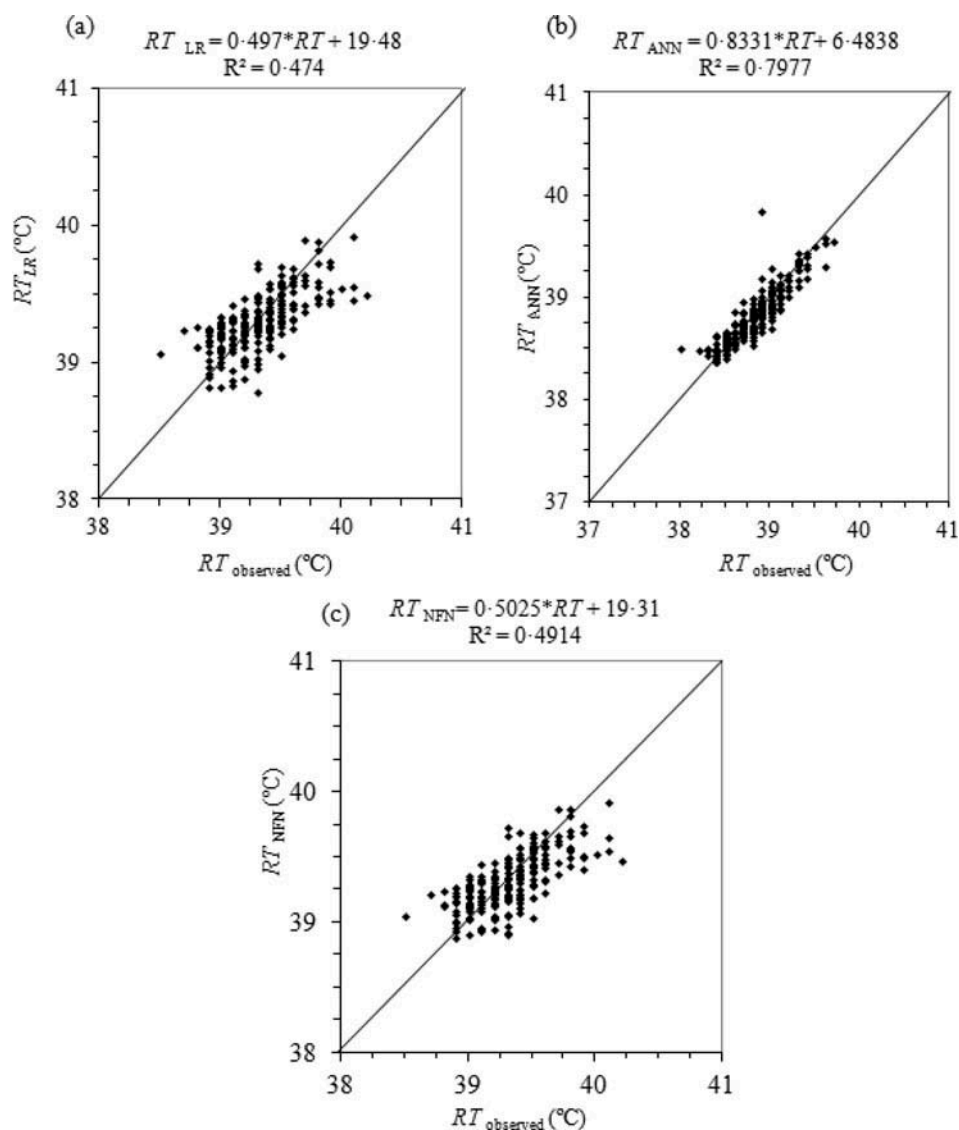 (a)
RT LR = 0·497*RT + 19·48
R² = 0·474
41
40
39
38
RT LR (°C)
38 39 40 41
RT observed (°C)
(b)
RT ANN = 0·8331*RT + 6·4838
R² = 0·7977
41
40
39
38
37
RT ANN (°C)
37 38 39 40 41
RT observed (°C)
(c)
RT NFN = 0·5025*RT + 19·31
R² = 0·4914
41
40
39
38
RT NFN (°C)
38 39 40 41
RT observed (°C)